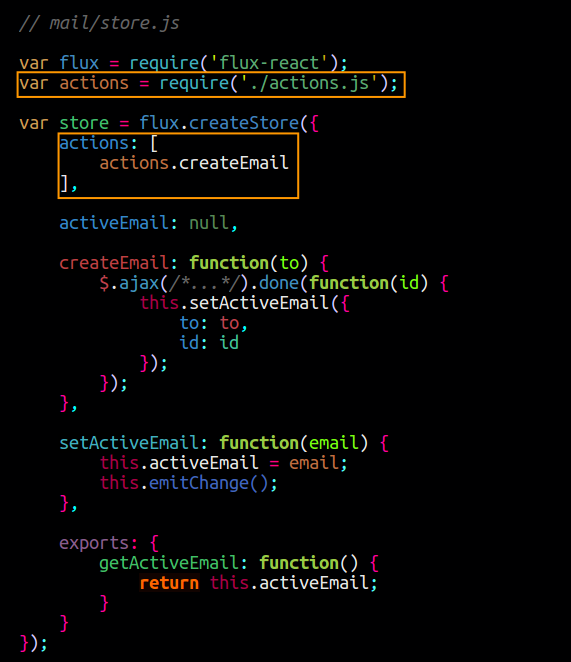 // mail/store.js

var flux = require('flux-react');
var actions = require('./actions.js');

var store = flux.createStore({
    actions: [
        actions.createEmail
    ],

    activeEmail: null,

    createEmail: function(to) {
        $.ajax(/*...*/).done(function(id) {
            this.setActiveEmail({
                to: to,
                id: id
            });
        });
    },

    setActiveEmail: function(email) {
        this.activeEmail = email;
        this.emitChange();
    },

    exports: {
        getActiveEmail: function() {
            return this.activeEmail;
        }
    }
});